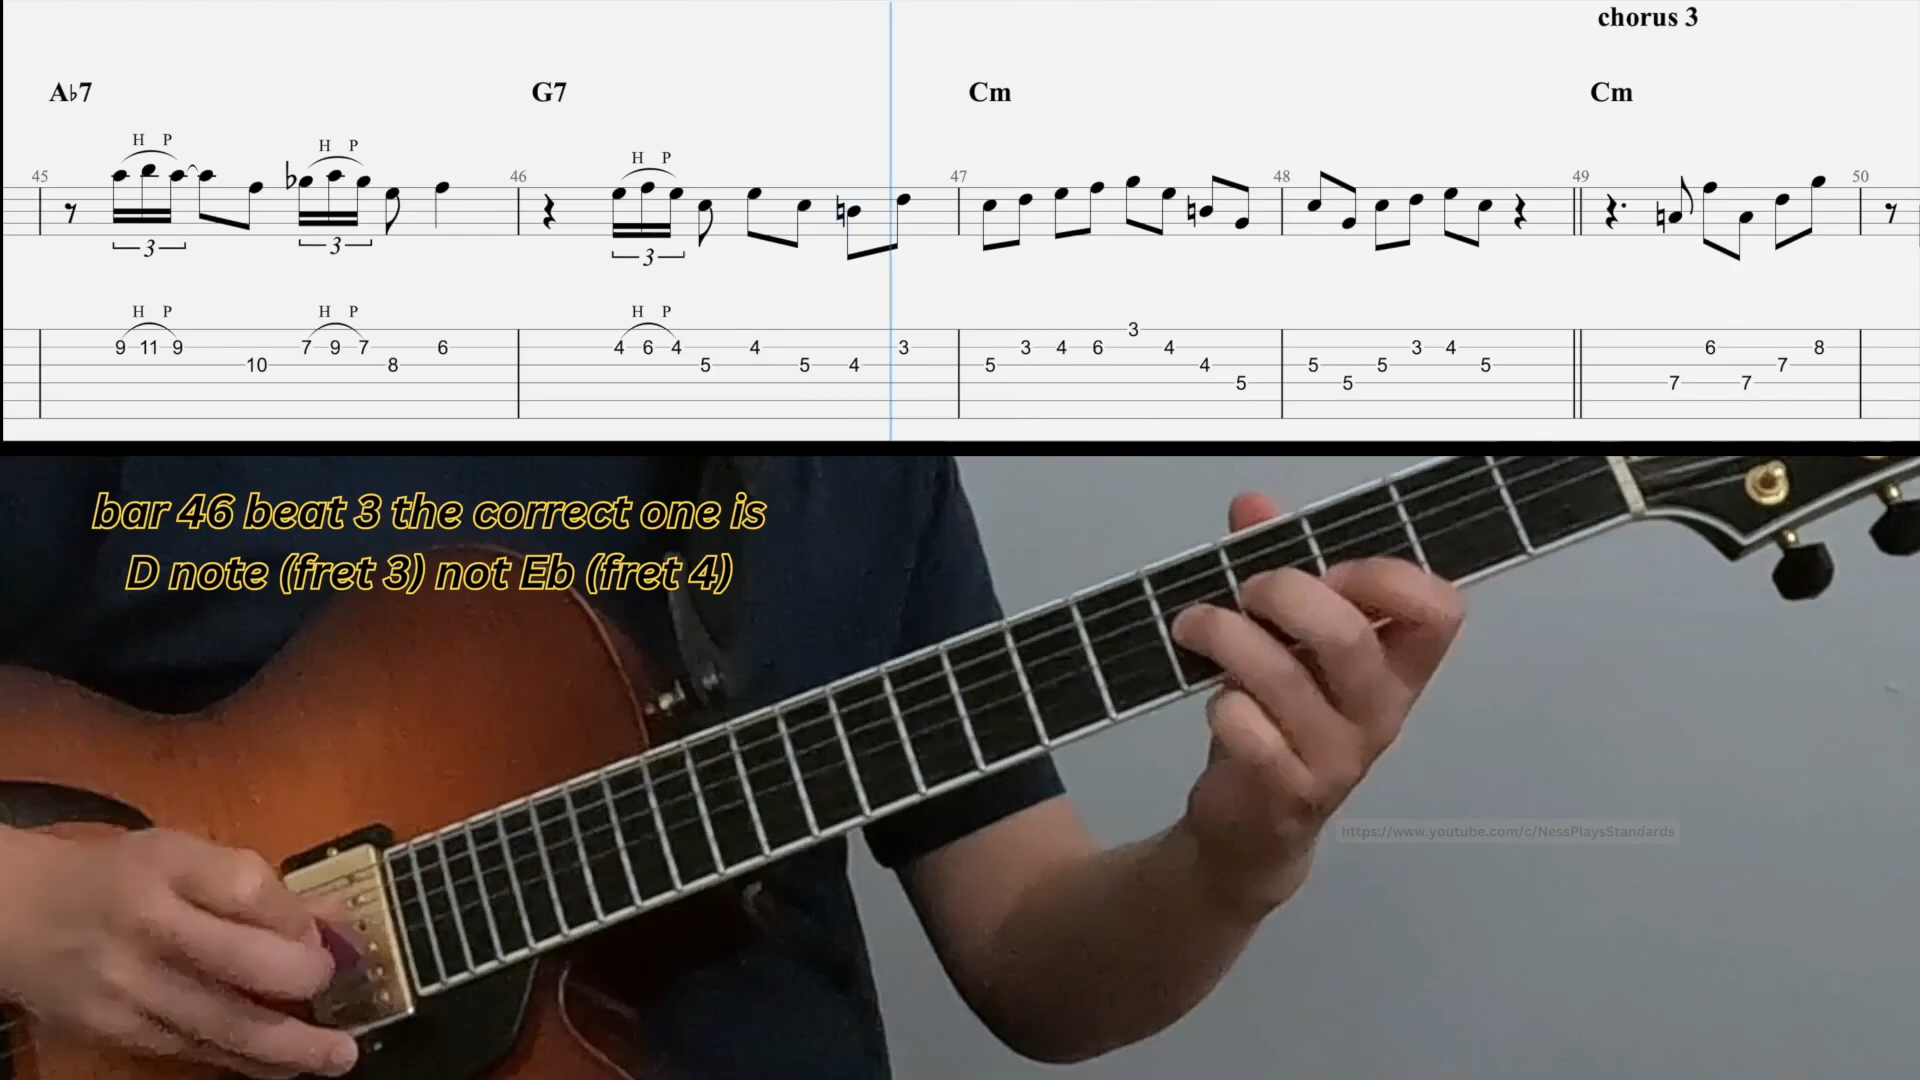 chorus 3
A♭7 G7 Cm Cm
H P H P H P
45 46 47 48 49 50
3 3 3
H P H P H P
3
9 11 9 7 9 7 6 4 6 4 4 3 3 4 6 4 3 4 6 8
10 8 5 5 4 5 4 5 5 5 7
5 5 7 7
bar 46 beat 3 the correct one is
D note (fret 3) not Eb (fret 4)
https://www.youtube.com/c/NessPlaysStandards